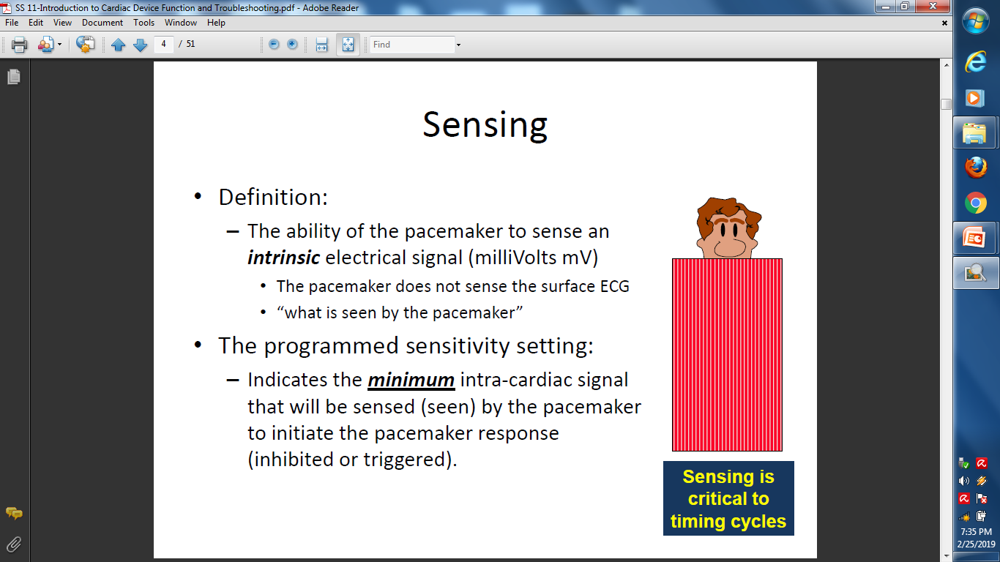 SS 11-Introduction to Cardiac Device Function and Troubleshooting.pdf - Adobe Reader
File Edit View Document Tools Window Help
4 / 51 Find
Sensing
• Definition:
– The ability of the pacemaker to sense an
intrinsic electrical signal (milliVolts mV)
• The pacemaker does not sense the surface ECG
• “what is seen by the pacemaker”
• The programmed sensitivity setting:
– Indicates the minimum intra-cardiac signal
that will be sensed (seen) by the pacemaker
to initiate the pacemaker response
(inhibited or triggered).
Sensing is
critical to
timing cycles
7:35 PM
2/25/2019